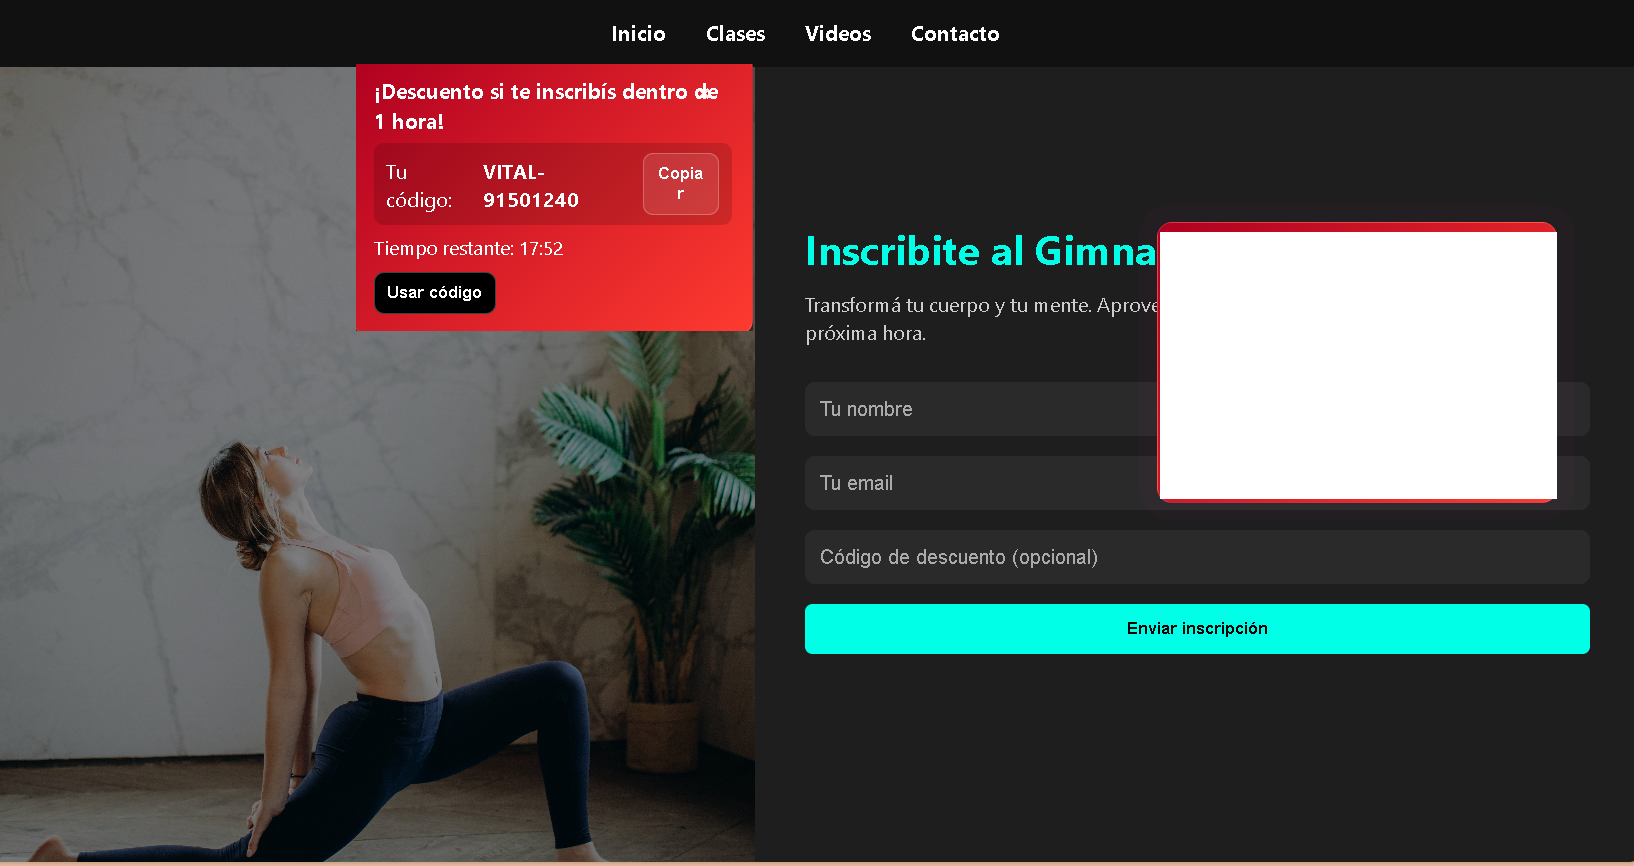 Inicio Clases Videos Contacto
¡Descuento si te inscribís dentro de
1 hora!
Tu
código:
VITAL-
91501240
Copia
r
Tiempo restante: 17:52
Usar código
Inscribite al Gimna
Transformá tu cuerpo y tu mente. Aprove
próxima hora.
Tu nombre
Tu email
Código de descuento (opcional)
Enviar inscripción